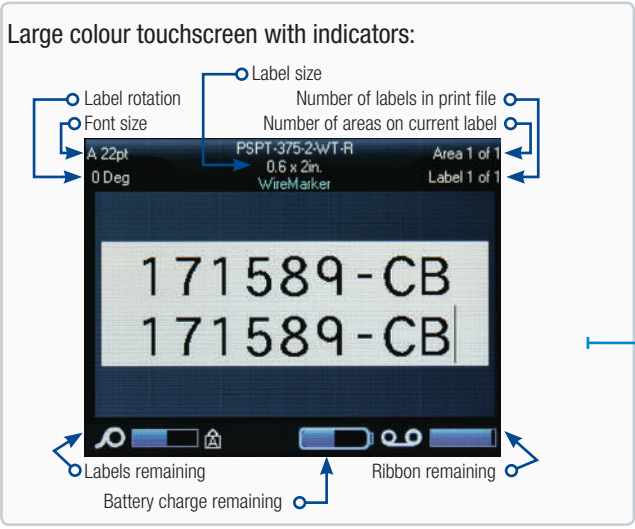 Large colour touchscreen with indicators:
Label size
Label rotation
Number of labels in print file
Font size
Number of areas on current label
A 22pt
PSPT-375-2-WT-R
Area 1 of 1
0.6 x 2in.
0 Deg
Label 1 of 1
WireMarker
171589-CB
171589-CB
A
Labels remaining
Ribbon remaining
Battery charge remaining